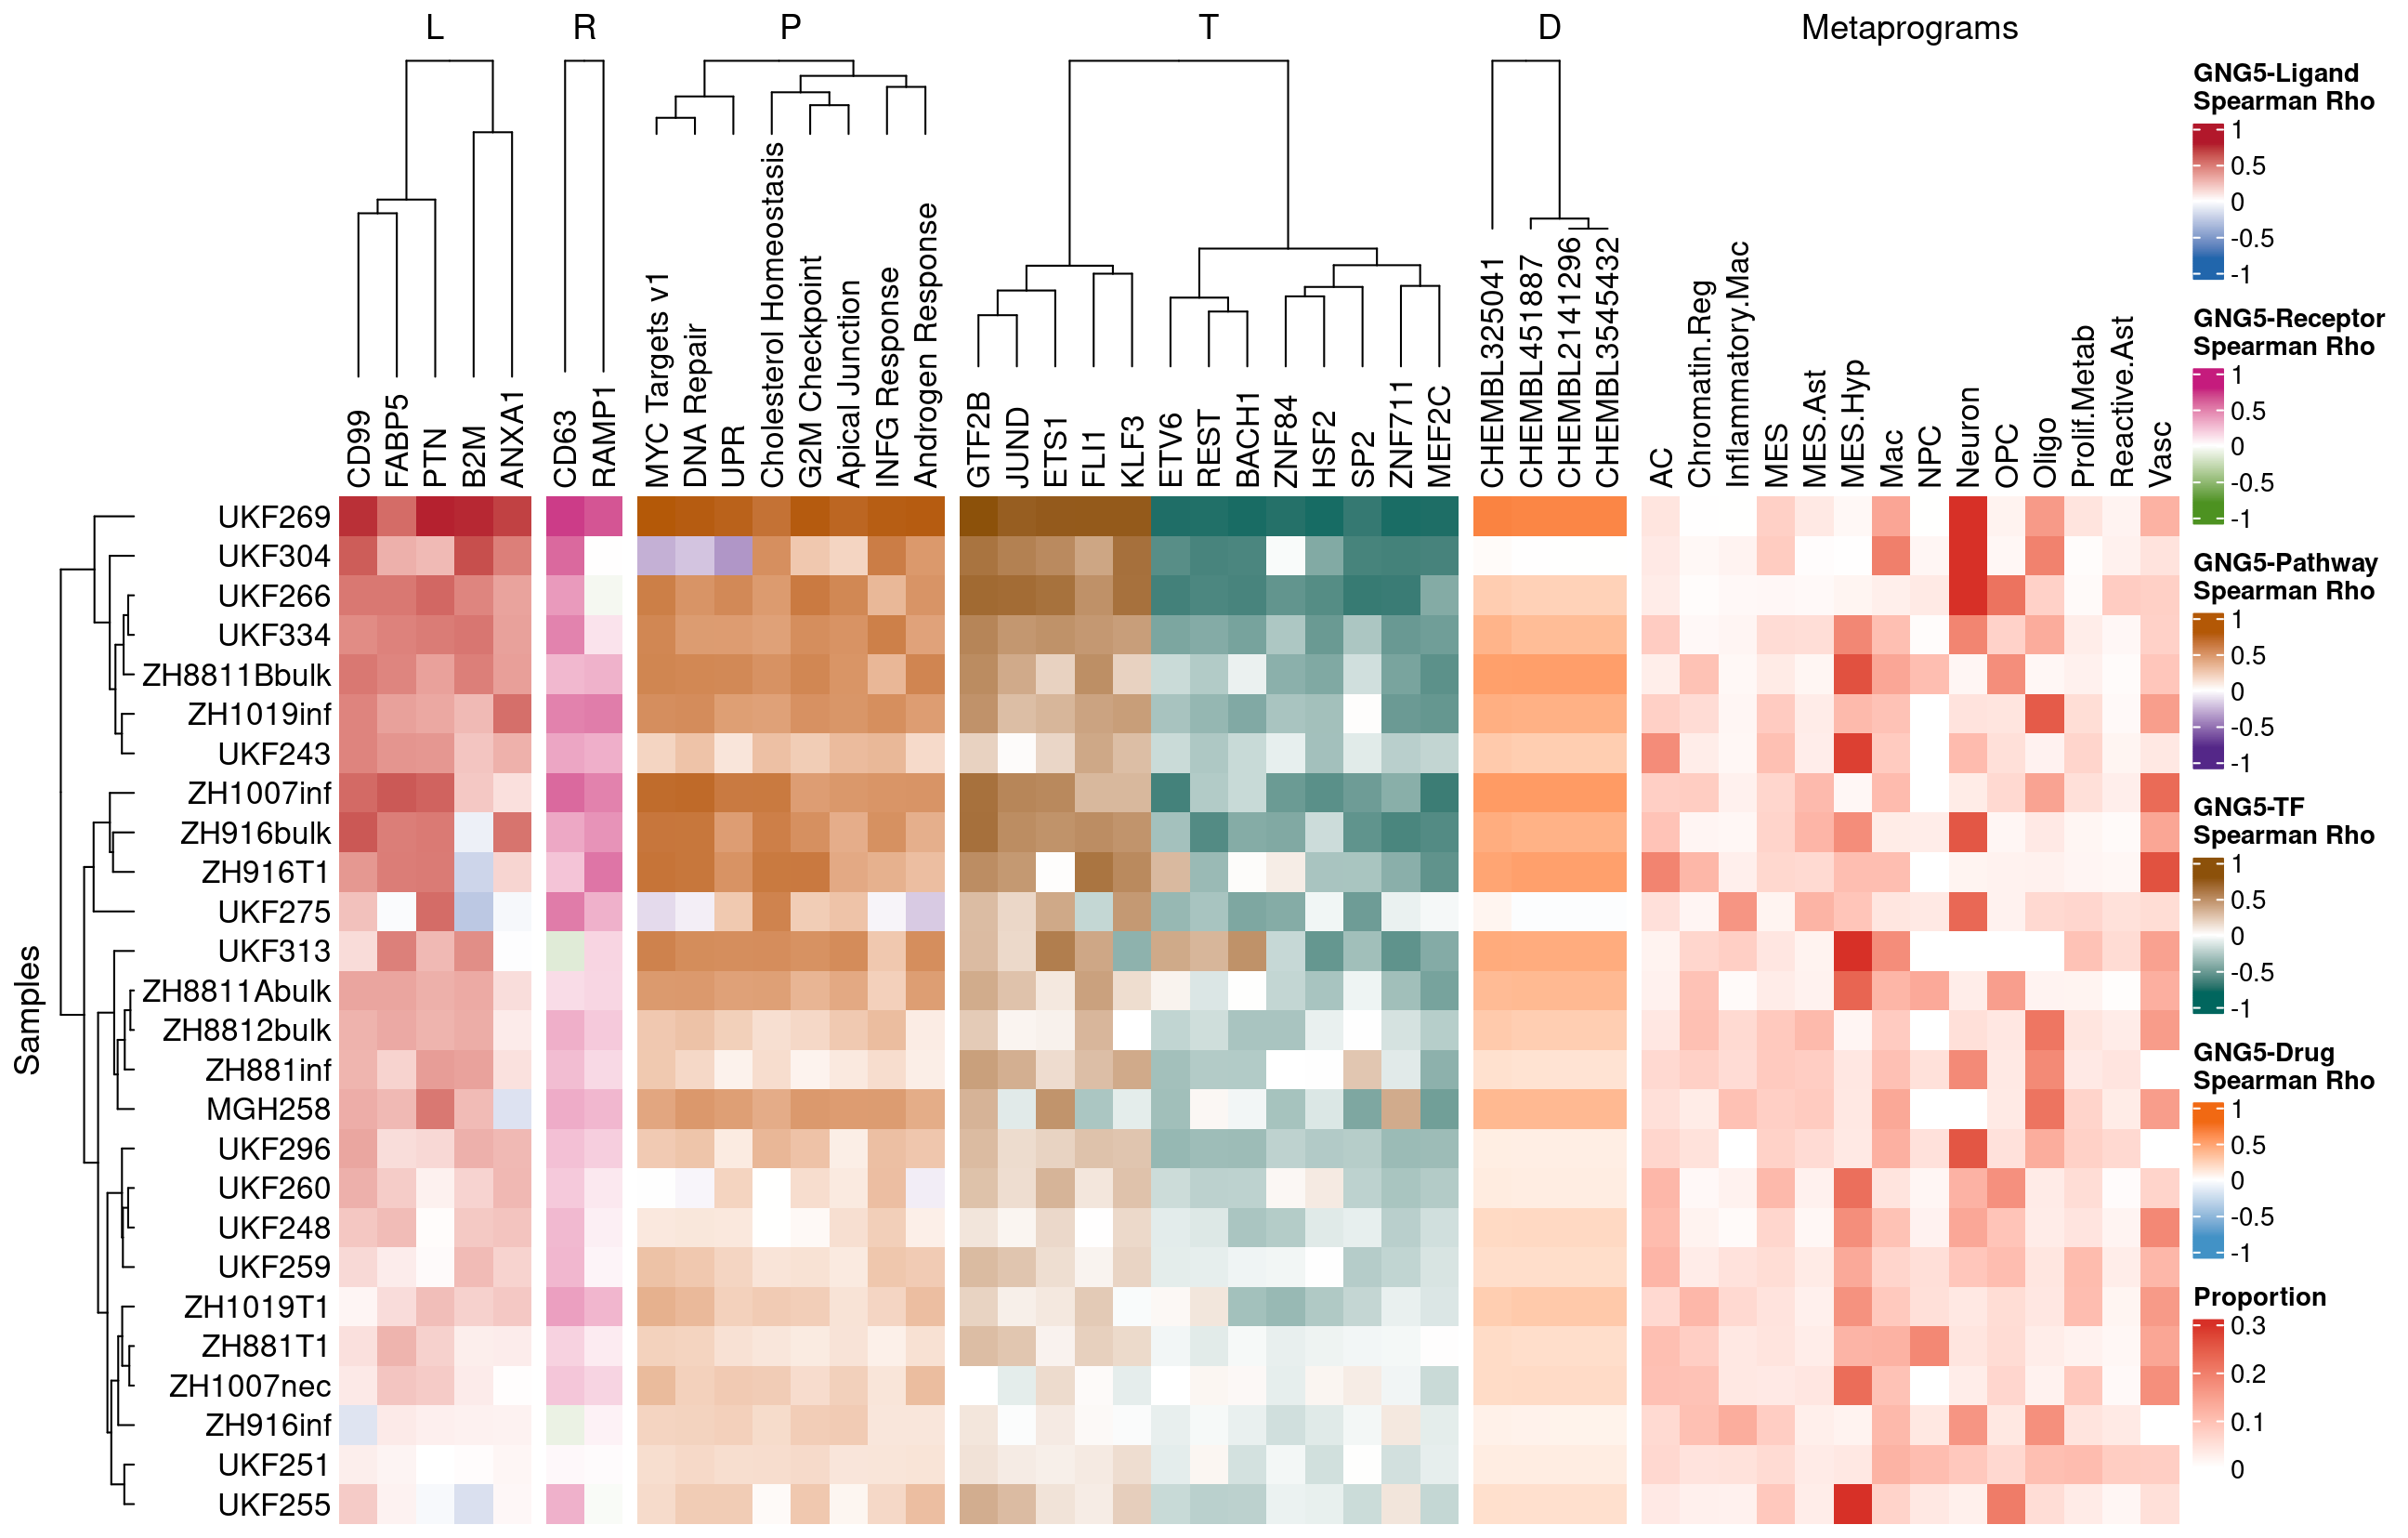 L R P T D Metaprograms
CD99
FABP5
PTN
B2M
ANXA1
CD63
RAMP1
MYC Targets v1
DNA Repair
UPR
Cholesterol Homeostasis
G2M Checkpoint
Apical Junction
INFG Response
Androgen Response
GTF2B
JUND
ETS1
FLI1
KLF3
ETV6
REST
BACH1
ZNF84
HSF2
SP2
ZNF711
MEF2C
CHEMBL325041
CHEMBL451887
CHEMBL2141296
CHEMBL3545432
AC
Chromatin.Reg
Inflammatory.Mac
MES
MES.Ast
MES.Hyp
Mac
NPC
Neuron
OPC
Oligo
Prolif.Metab
Reactive.Ast
Vasc
Samples
UKF269
UKF304
UKF266
UKF334
ZH8811Bbulk
ZH1019inf
UKF243
ZH1007inf
ZH916bulk
ZH916T1
UKF275
UKF313
ZH8811Abulk
ZH8812bulk
ZH881inf
MGH258
UKF296
UKF260
UKF248
UKF259
ZH1019T1
ZH881T1
ZH1007nec
ZH916inf
UKF251
UKF255
GNG5-Ligand
Spearman Rho
1
0.5
0
-0.5
-1
GNG5-Receptor
Spearman Rho
1
0.5
0
-0.5
-1
GNG5-Pathway
Spearman Rho
1
0.5
0
-0.5
-1
GNG5-TF
Spearman Rho
1
0.5
0
-0.5
-1
GNG5-Drug
Spearman Rho
1
0.5
0
-0.5
-1
Proportion
0.3
0.2
0.1
0